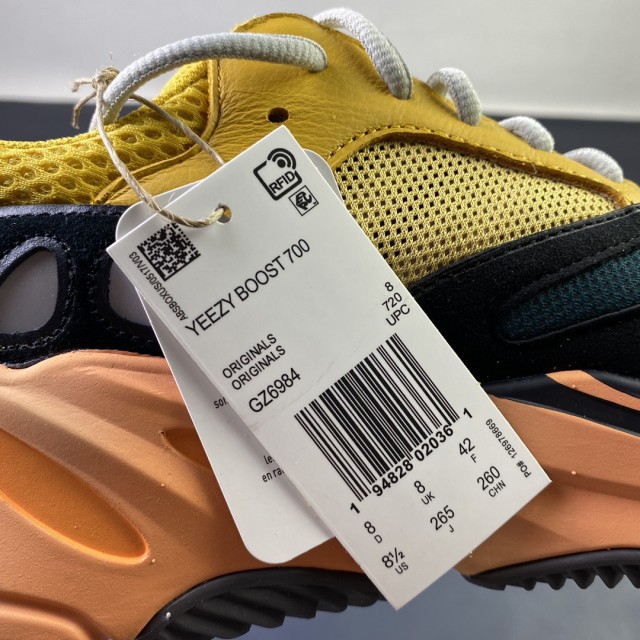 RFID
A6SBOXUSJ5617V03
YEEZY BOOST 700
ORIGINALS
ORIGINALS
GZ6984
8
720
UPC
1 94828 02036 1
8 D
8 UK
42 F
8½ US
265 J
260 CHN